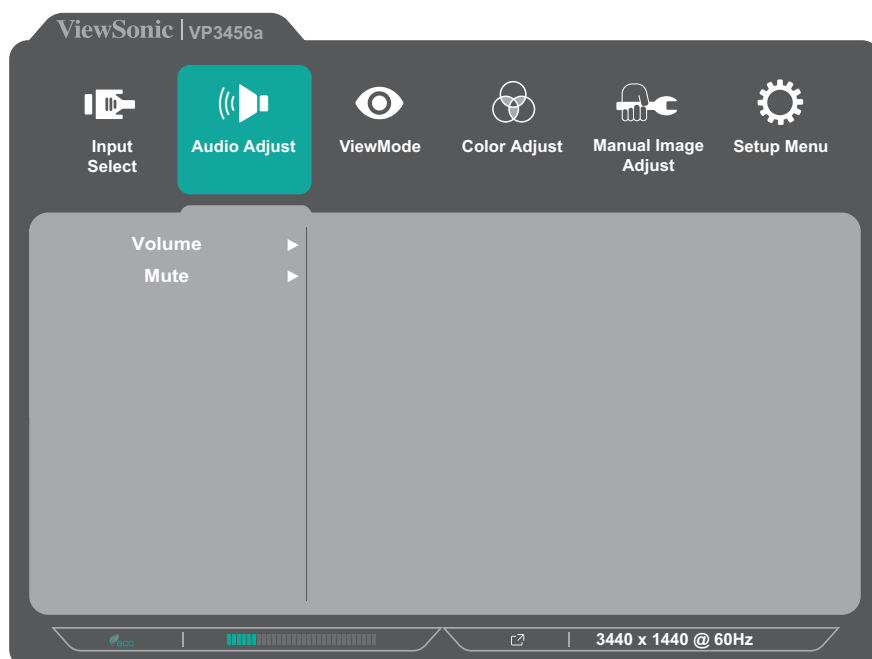 ViewSonic | VP3456a
Input
Select
Audio Adjust
ViewMode
Color Adjust
Manual Image
Adjust
Setup Menu
Volume
Mute
eco
3440 x 1440 @ 60Hz